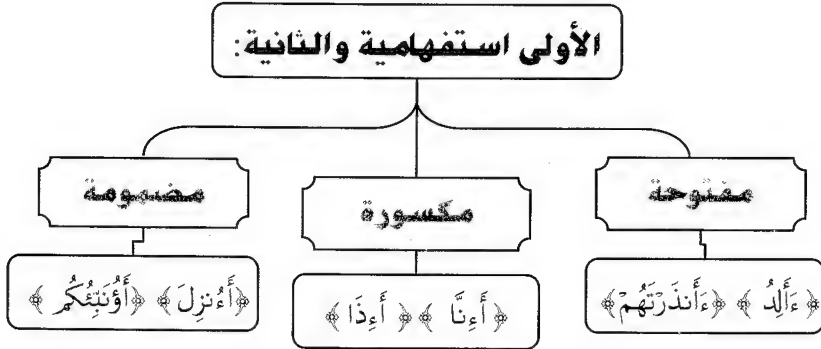 الأولى استفهامية والثانية:
مفتوحة
مكسورة
مضمومة
﴿ءَأَلِدُ﴾ ﴿ءَأَنذَرْتَهُمْ﴾
﴿أَءِنَّا﴾ ﴿أَءِذَا﴾
﴿أَءُنزِلَ﴾ ﴿أَؤُنَبِّئُكُم﴾